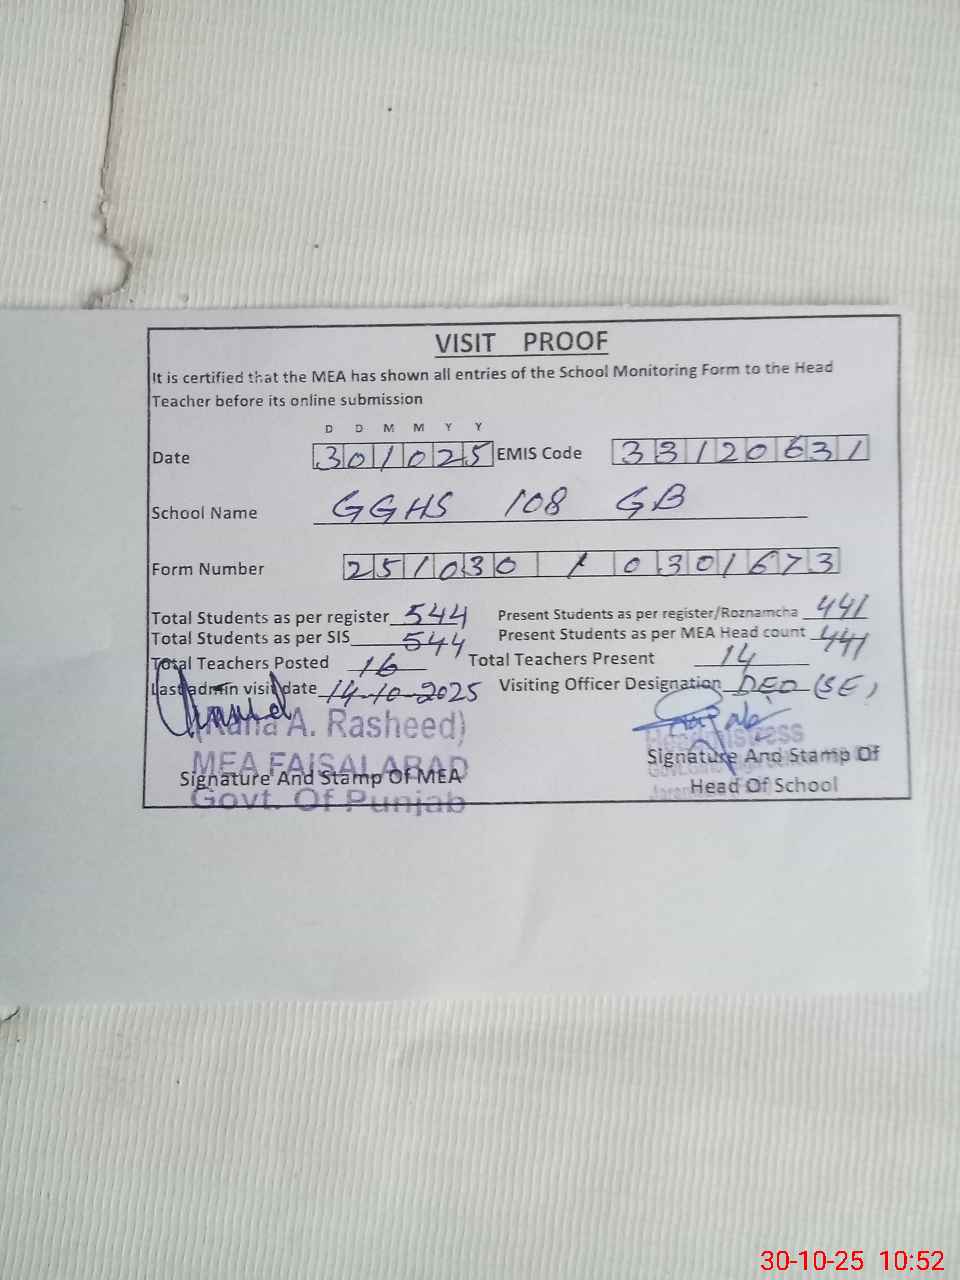 VISIT PROOF
It is certified that the MEA has shown all entries of the School Monitoring Form to the Head
Teacher before its online submission
D D M M Y Y
Date 301025 EMIS Code 33120631
School Name GGHS 108 GB
Form Number 251030 1 0301673
Total Students as per register 544 Present Students as per register/Roznamcha 441
Total Students as per SIS 544 Present Students as per MEA Head count 441
Total Teachers Posted 16 Total Teachers Present 14
Last admin visit date 14-10-2025 Visiting Officer Designation DEO (SE)
(Rana A. Rasheed)
MEA FAISALABAD
Govt. Of Punjab
Signature And Stamp Of MEA
Headmistress
Signature And Stamp Of
Head Of School
30-10-25 10:52